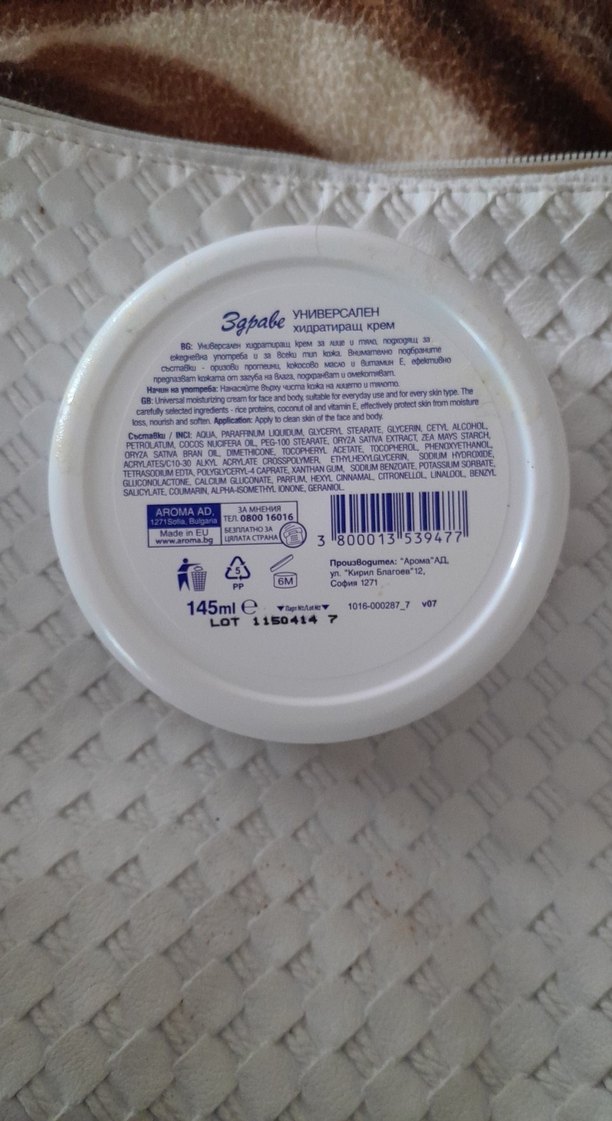 Здраве УНИВЕРСАЛЕН
хидратиращ крем
BG: Универсален хидратиращ крем за лице и тяло, подходящ за
ежедневна употреба и за всеки тип кожа. Внимателно подбраните
съставки - оризови протеини, кокосово масло и витамин Е, ефективно
предпазват кожата от загуба на влага, подхранват и омекотяват.
Начин на употреба: Нанасяйте върху чиста кожа на лицето и тялото.
GB: Universal moisturizing cream for face and body, suitable for everyday use and for every skin type. The
carefully selected ingredients - rice proteins, coconut oil and vitamin E, effectively protect skin from moisture
loss, nourish and soften. Application: Apply to clean skin of the face and body.
Съставки / INCI: AQUA, PARAFFINUM LIQUIDUM, GLYCERYL STEARATE, GLYCERIN, CETYL ALCOHOL,
PETROLATUM, COCOS NUCIFERA OIL, PEG-100 STEARATE, ORYZA SATIVA EXTRACT, ZEA MAYS STARCH,
ORYZA SATIVA BRAN OIL, DIMETHICONE, TOCOPHERYL ACETATE, TOCOPHEROL, PHENOXYETHANOL,
ACRYLATES/C10-30 ALKYL ACRYLATE CROSSPOLYMER, ETHYLHEXYLGLYCERIN, SODIUM HYDROXIDE,
TETRASODIUM EDTA, POLYGLYCERYL-4 CAPRATE, XANTHAN GUM, SODIUM BENZOATE, POTASSIUM SORBATE,
GLUCONOLACTONE, CALCIUM GLUCONATE, PARFUM, HEXYL CINNAMAL, CITRONELLOL, LINALOOL, BENZYL
SALICYLATE, COUMARIN, ALPHA-ISOMETHYL IONONE, GERANIOL.
AROMA AD,
1271Sofia, Bulgaria
Made in EU
www.aroma.bg
ЗА МНЕНИЯ
ТЕЛ. 0800 16016
БЕЗПЛАТНО ЗА
ЦЯЛАТА СТРАНА
3 800013 539477
5
PP
6M
Производител: "Арома"АД,
ул. "Кирил Благоев"12,
София 1271
145ml e ▼Парт №:/Lot №:▼ 1016-000287_7 v07
LOT 1150414 7